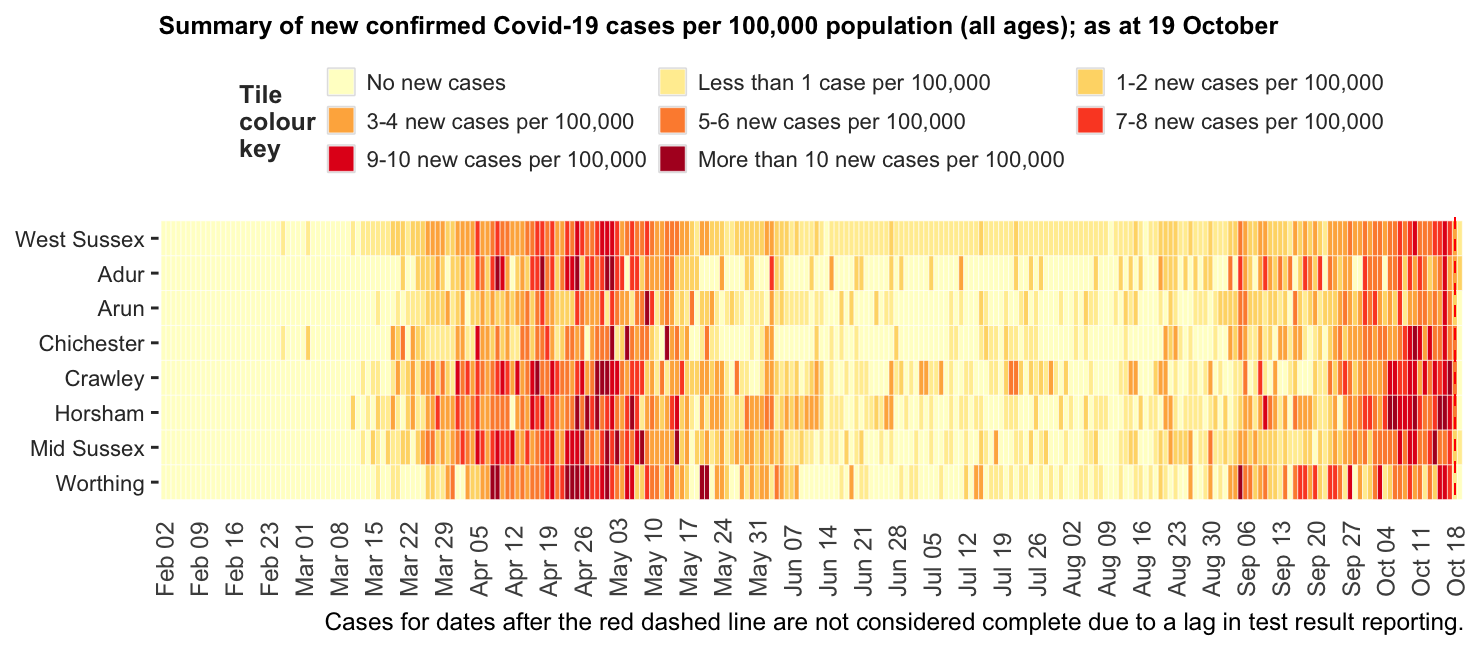 Summary of new confirmed Covid-19 cases per 100,000 population (all ages); as at 19 October
Tile
colour
key
No new cases
Less than 1 case per 100,000
1-2 new cases per 100,000
3-4 new cases per 100,000
5-6 new cases per 100,000
7-8 new cases per 100,000
9-10 new cases per 100,000
More than 10 new cases per 100,000
West Sussex
Adur
Arun
Chichester
Crawley
Horsham
Mid Sussex
Worthing
Feb 02
Feb 09
Feb 16
Feb 23
Mar 01
Mar 08
Mar 15
Mar 22
Mar 29
Apr 05
Apr 12
Apr 19
Apr 26
May 03
May 10
May 17
May 24
May 31
Jun 07
Jun 14
Jun 21
Jun 28
Jul 05
Jul 12
Jul 19
Jul 26
Aug 02
Aug 09
Aug 16
Aug 23
Aug 30
Sep 06
Sep 13
Sep 20
Sep 27
Oct 04
Oct 11
Oct 18
Cases for dates after the red dashed line are not considered complete due to a lag in test result reporting.